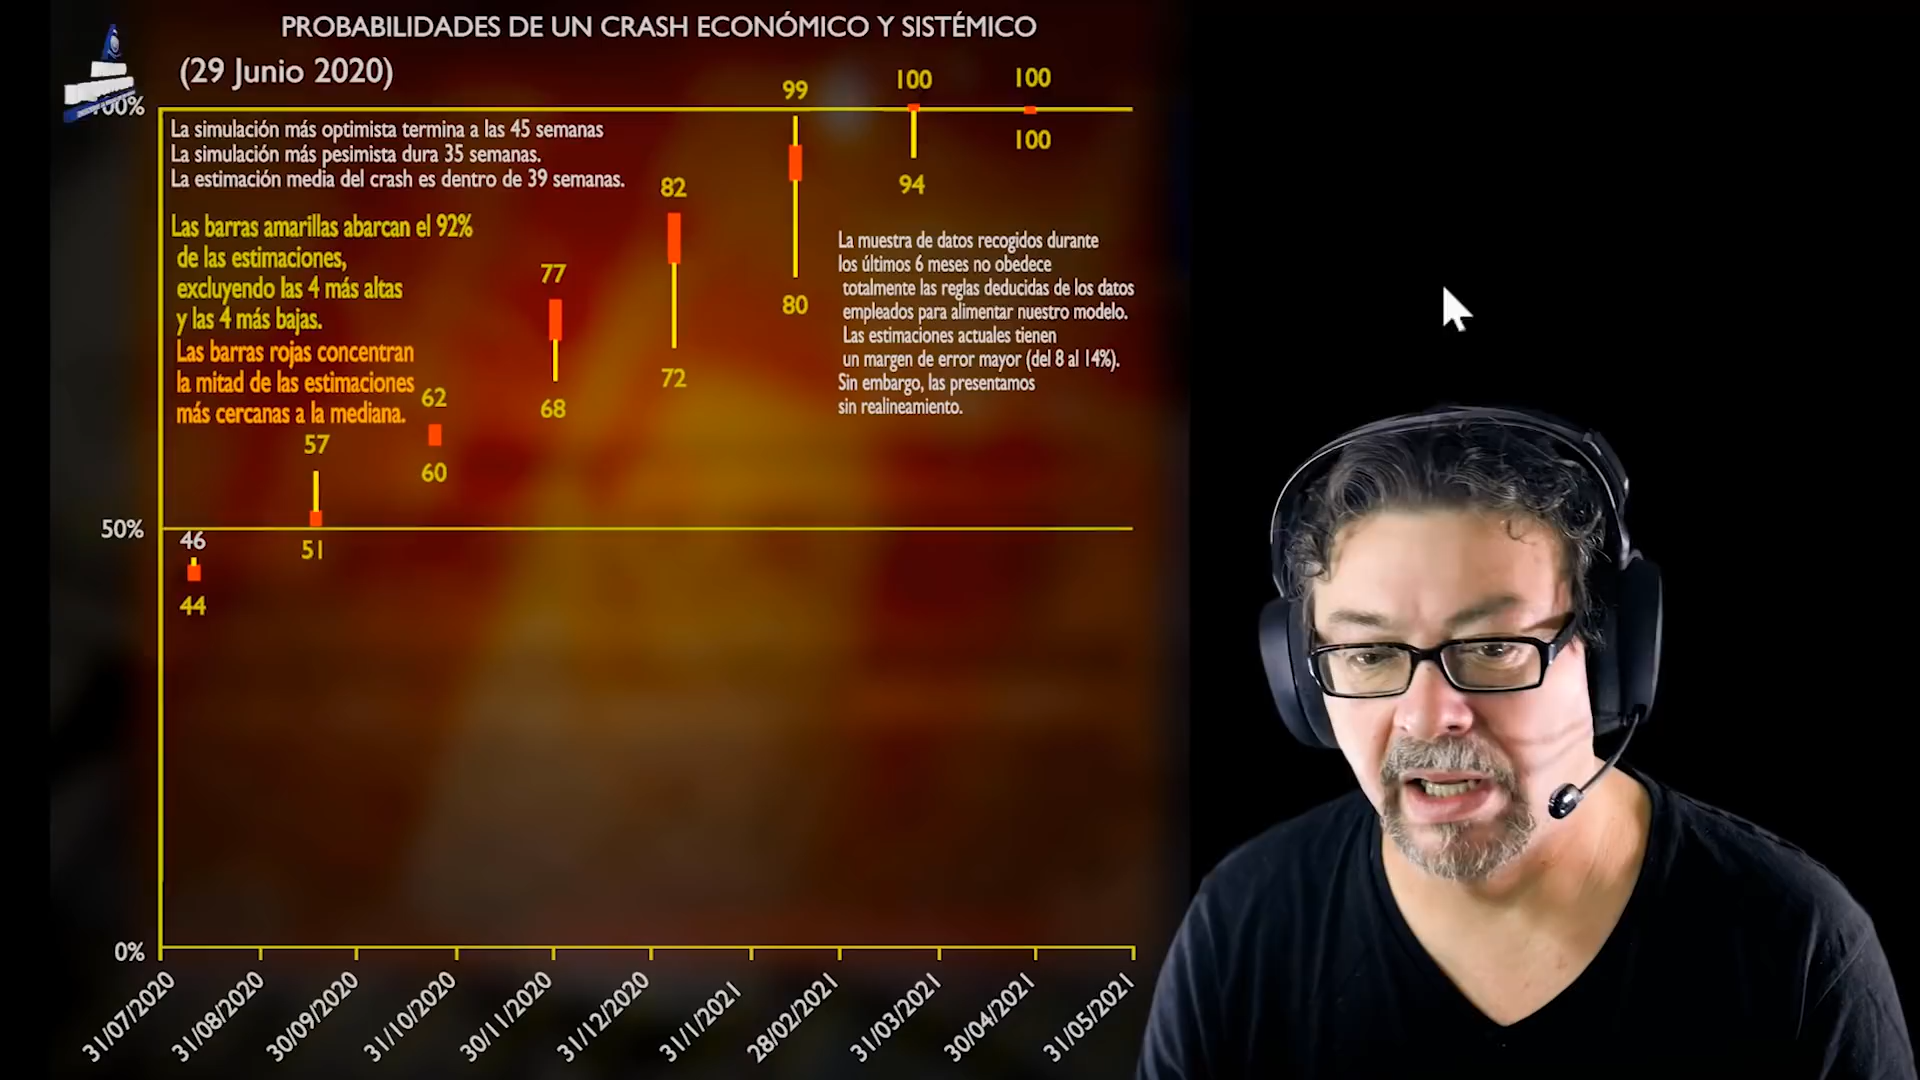 PROBABILIDADES DE UN CRASH ECONÓMICO Y SISTÉMICO
(29 Junio 2020)
100%
La simulación más optimista termina a las 45 semanas
La simulación más pesimista dura 35 semanas.
La estimación media del crash es dentro de 39 semanas.
Las barras amarillas abarcan el 92%
de las estimaciones,
excluyendo las 4 más altas
y las 4 más bajas.
Las barras rojas concentran
la mitad de las estimaciones
más cercanas a la mediana.
La muestra de datos recogidos durante
los últimos 6 meses no obedece
totalmente las reglas deducidas de los datos
empleados para alimentar nuestro modelo.
Las estimaciones actuales tienen
un margen de error mayor (del 8 al 14%).
Sin embargo, las presentamos
sin realineamiento.
46
44
57
51
62
60
77
68
82
72
99
80
100
94
100
100
50%
0%
31/07/2020
31/08/2020
30/09/2020
31/10/2020
30/11/2020
31/12/2020
31/1/2021
28/02/2021
31/03/2021
30/04/2021
31/05/2021